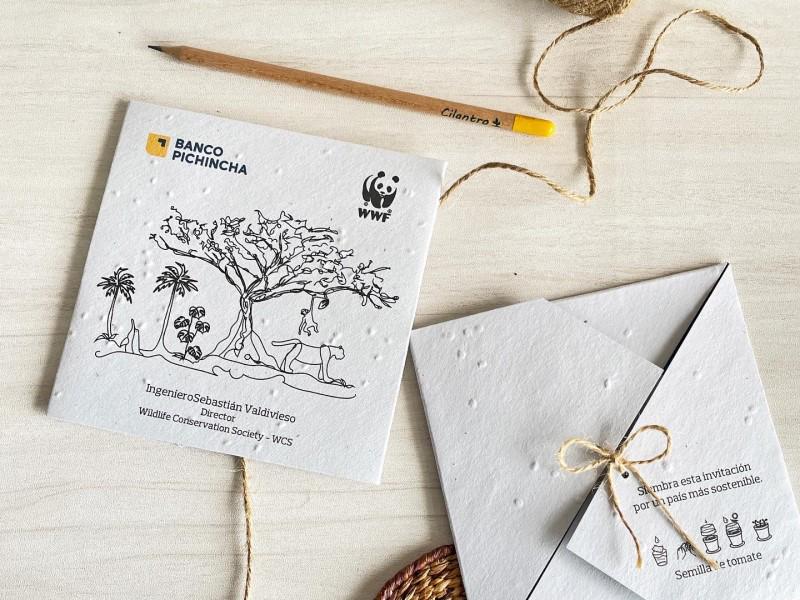 Cilantro
BANCO
PICHINCHA
WWF
IngenieroSebastián Valdivieso
Director
Wildlife Conservation Society - WCS
Siembra esta invitación
por un país más sostenible.
Semilla de tomate